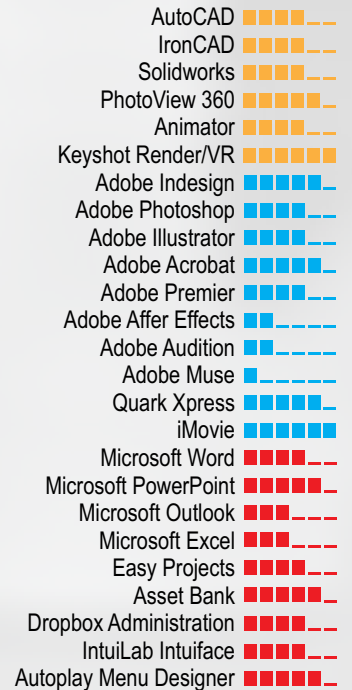 AutoCAD
IronCAD
Solidworks
PhotoView 360
Animator
Keyshot Render/VR
Adobe Indesign
Adobe Photoshop
Adobe Illustrator
Adobe Acrobat
Adobe Premier
Adobe Affer Effects
Adobe Audition
Adobe Muse
Quark Xpress
iMovie
Microsoft Word
Microsoft PowerPoint
Microsoft Outlook
Microsoft Excel
Easy Projects
Asset Bank
Dropbox Administration
IntuiLab Intuiface
Autoplay Menu Designer